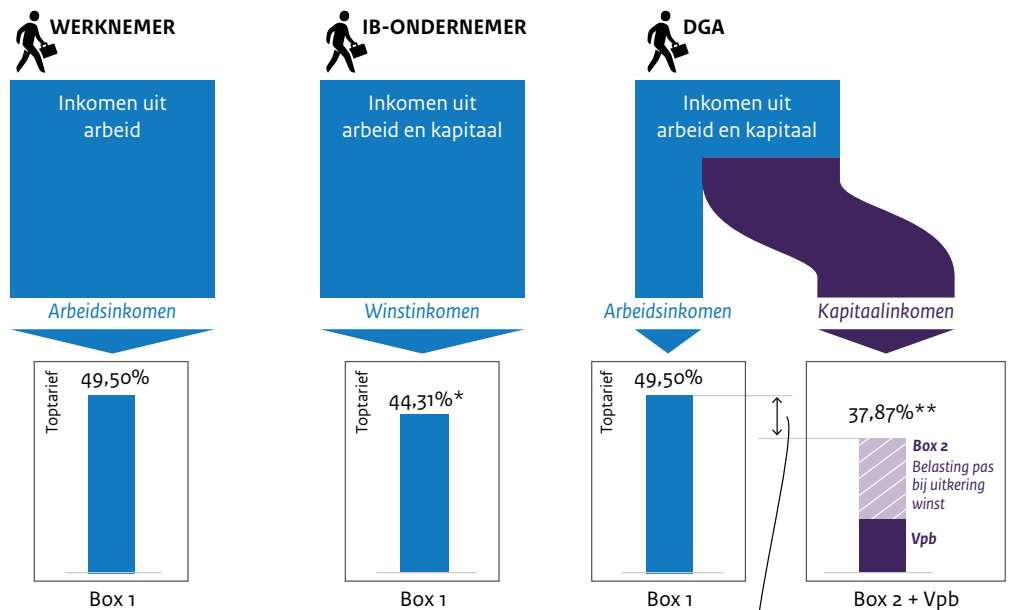 WERKNEMER
Inkomen uit
arbeid
Arbeidsinkomen
Toptarief
49,50%
Box 1
IB-ONDERNEMER
Inkomen uit
arbeid en kapitaal
Winstinkomen
Toptarief
44,31%*
Box 1
DGA
Inkomen uit
arbeid en kapitaal
Arbeidsinkomen
Toptarief
49,50%
Box 1
Kapitaalinkomen
37,87%**
Box 2
Belasting pas
bij uitkering
winst
Vpb
Box 2 + Vpb